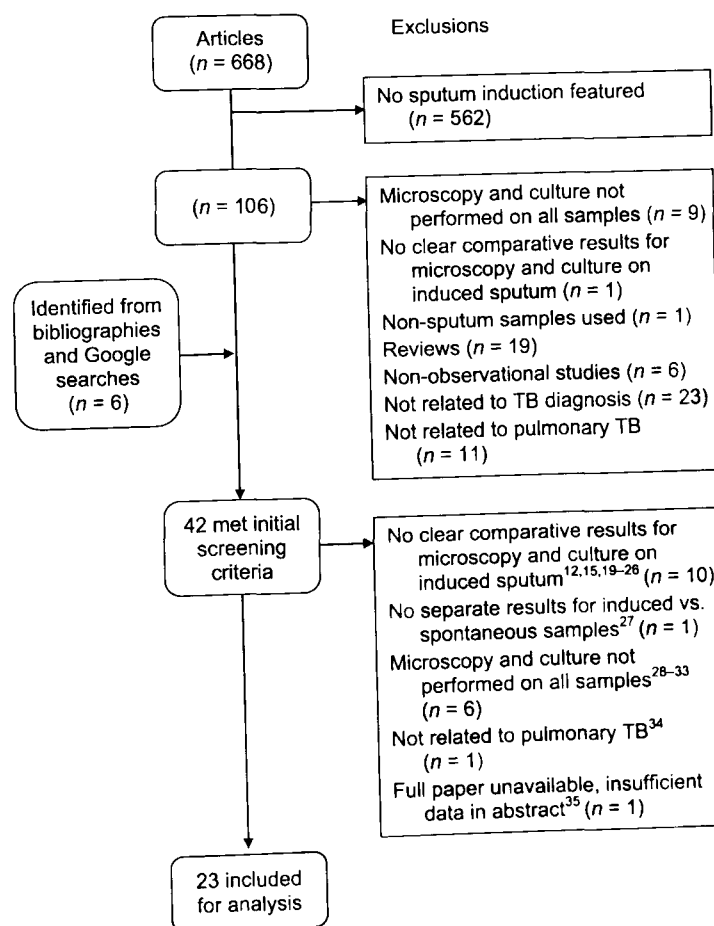 Articles
(n = 668)
Exclusions
No sputum induction featured
(n = 562)
(n = 106)
Microscopy and culture not
performed on all samples (n = 9)
No clear comparative results for
microscopy and culture on
induced sputum (n = 1)
Non-sputum samples used (n = 1)
Reviews (n = 19)
Non-observational studies (n = 6)
Not related to TB diagnosis (n = 23)
Not related to pulmonary TB
(n = 11)
Identified from
bibliographies
and Google
searches
(n = 6)
42 met initial
screening
criteria
No clear comparative results for
microscopy and culture on
induced sputum12,15,19–26 (n = 10)
No separate results for induced vs.
spontaneous samples27 (n = 1)
Microscopy and culture not
performed on all samples28–33
(n = 6)
Not related to pulmonary TB34
(n = 1)
Full paper unavailable, insufficient
data in abstract35 (n = 1)
23 included
for analysis